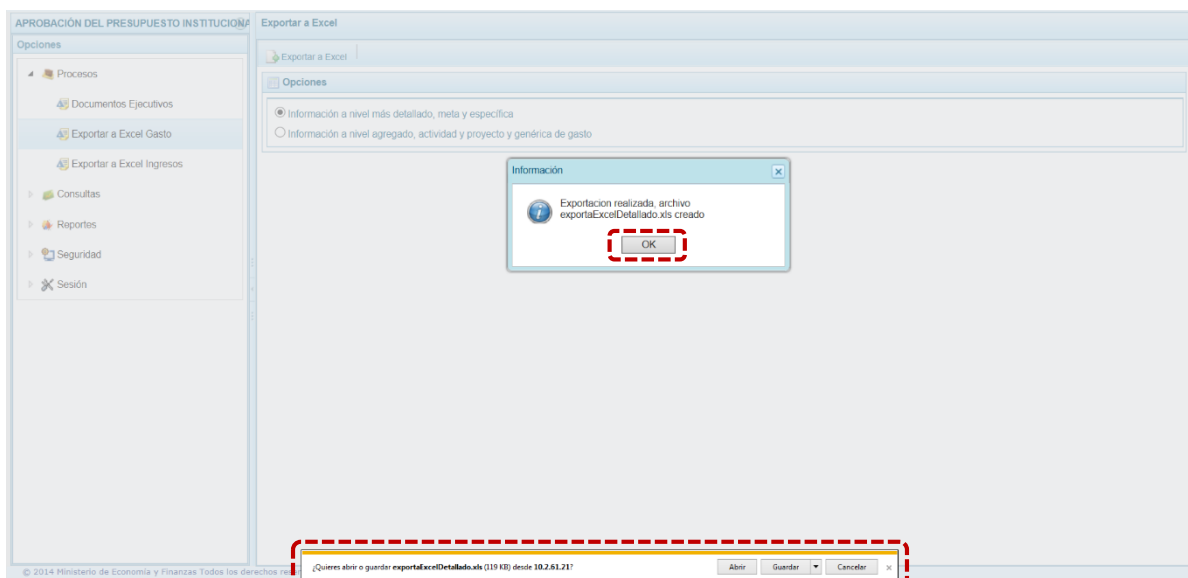 APROBACIÓN DEL PRESUPUESTO INSTITUCIONA
Opciones
Procesos
Documentos Ejecutivos
Exportar a Excel Gasto
Exportar a Excel Ingresos
Consultas
Reportes
Seguridad
Sesión
© 2014 Ministerio de Economía y Finanzas Todos los derechos
Exportar a Excel
Exportar a Excel
Opciones
Información a nivel más detallado, meta y específica
Información a nivel agregado, actividad y proyecto y genérica de gasto
Información
Exportacion realizada, archivo
exportaExcelDetallado.xls creado
OK
¿Quieres abrir o guardar exportaExcelDetallado.xls (119 KB) desde 10.2.61.21?
Abrir Guardar Cancelar